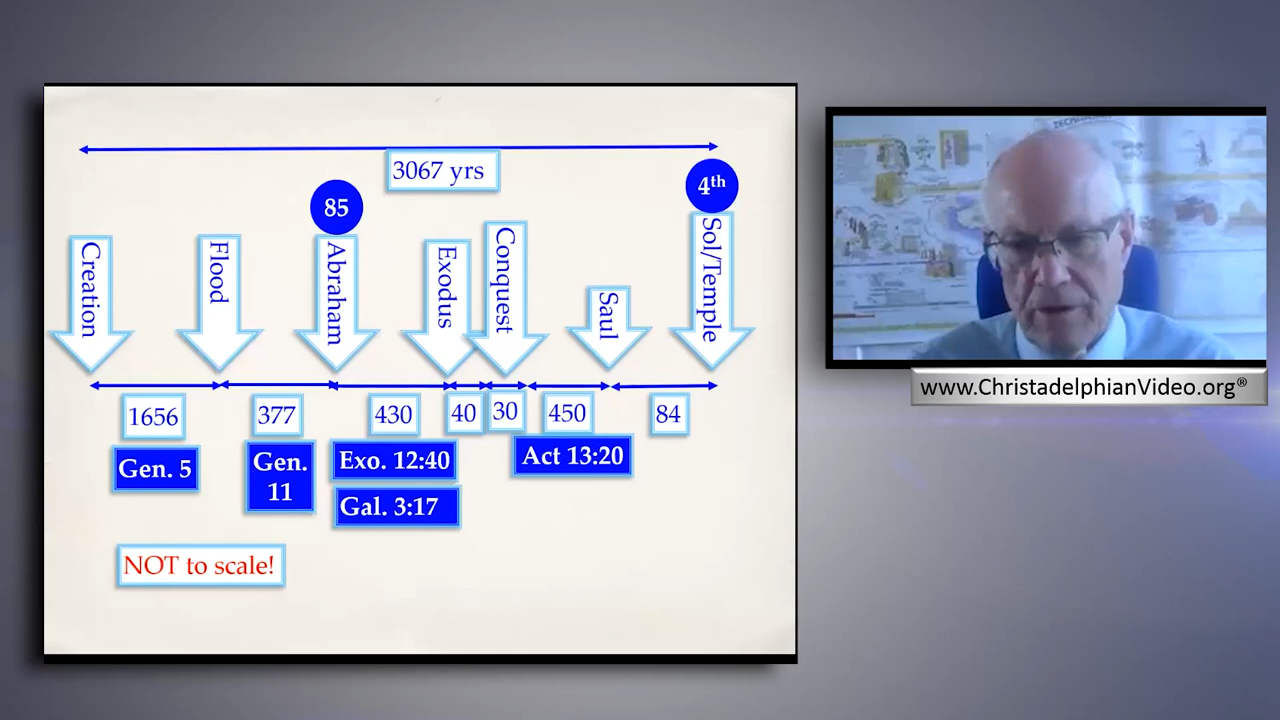 3067 yrs
85
4th
Creation
Flood
Abraham
Exodus
Conquest
Saul
Sol/Temple
1656
377
430
40
30
450
84
Gen. 5
Gen.
11
Exo. 12:40
Gal. 3:17
Act 13:20
NOT to scale!
www.ChristadelphianVideo.org®